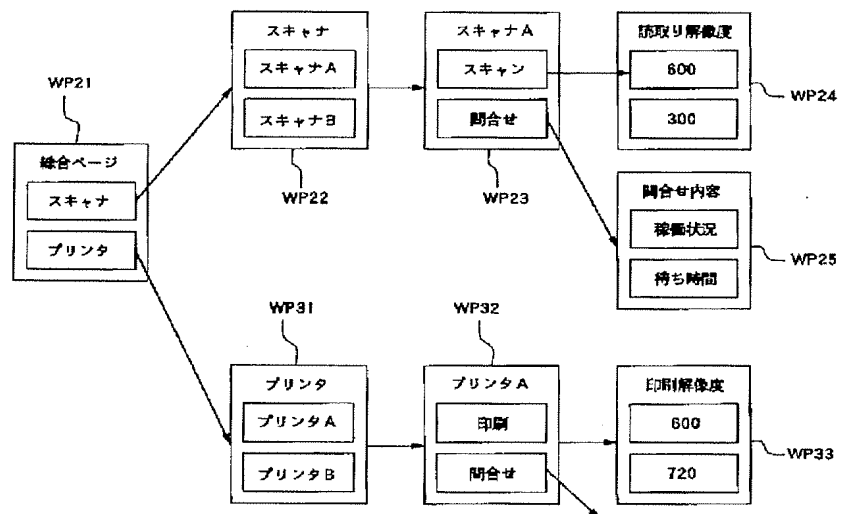 WP21
総合ページ
スキャナ
プリンタ
スキャナ
スキャナA
スキャナB
WP22
スキャナA
スキャン
問合せ
WP23
読取り解像度
600
300
WP24
問合せ内容
稼働状況
待ち時間
WP25
WP31
プリンタ
プリンタA
プリンタB
WP32
プリンタA
印刷
問合せ
印刷解像度
600
720
WP33